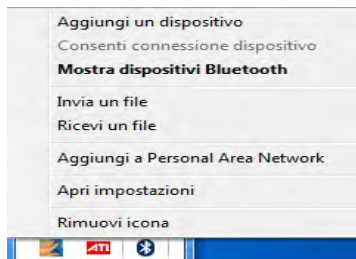 Aggiungi un dispositivo
Consenti connessione dispositivo
Mostra dispositivi Bluetooth
Invia un file
Ricevi un file
Aggiungi a Personal Area Network
Apri impostazioni
Rimuovi icona
ATI